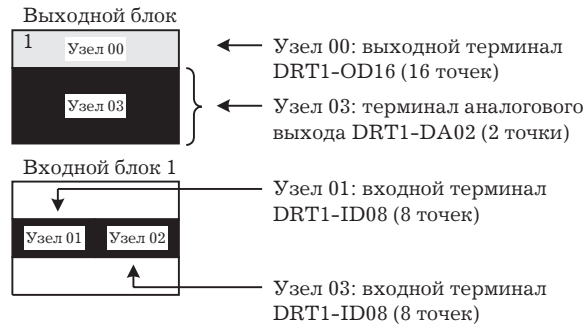 Выходной блок
1
Узел 00
Узел 00: выходной терминал
DRT1-OD16 (16 точек)
Узел 03
Узел 03: терминал аналогового
выхода DRT1-DA02 (2 точки)
Входной блок 1
Узел 01: входной терминал
DRT1-ID08 (8 точек)
Узел 01 Узел 02
Узел 03: входной терминал
DRT1-ID08 (8 точек)